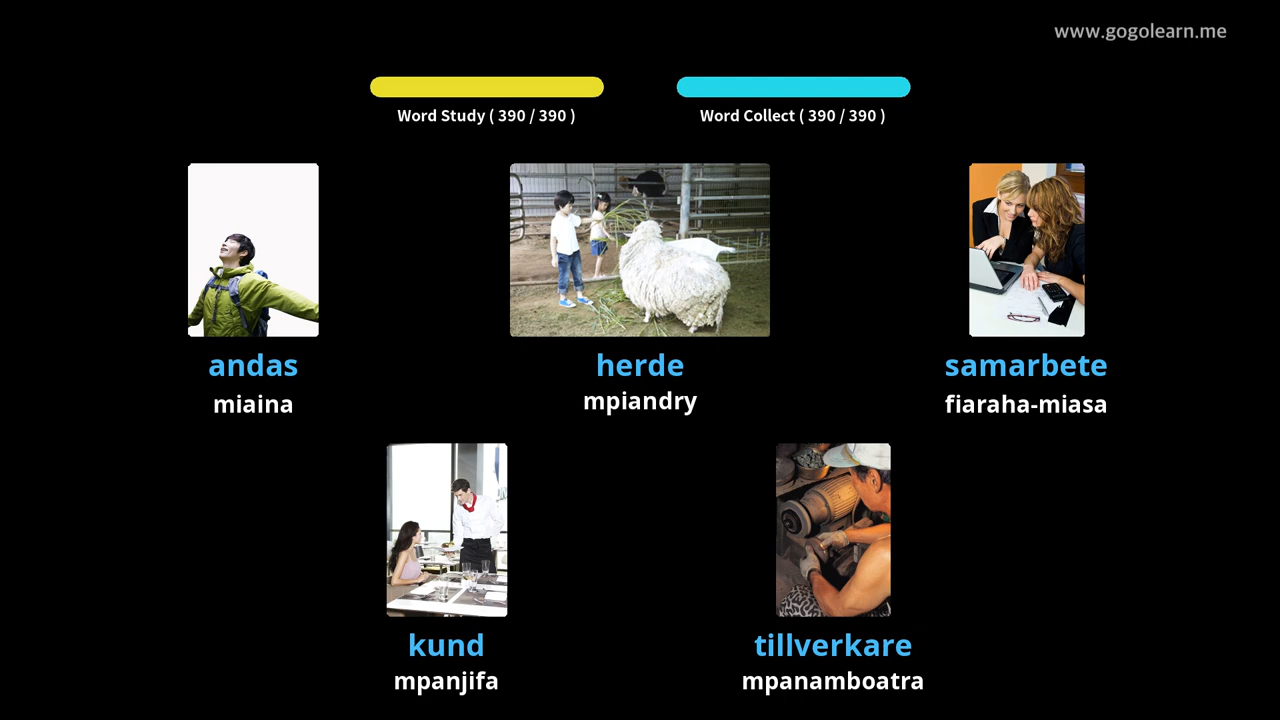 www.gogolearn.me
Word Study ( 390 / 390 )
Word Collect ( 390 / 390 )
andas
miaina
herde
mpiandry
samarbete
fiaraha-miasa
kund
mpanjifa
tillverkare
mpanamboatra